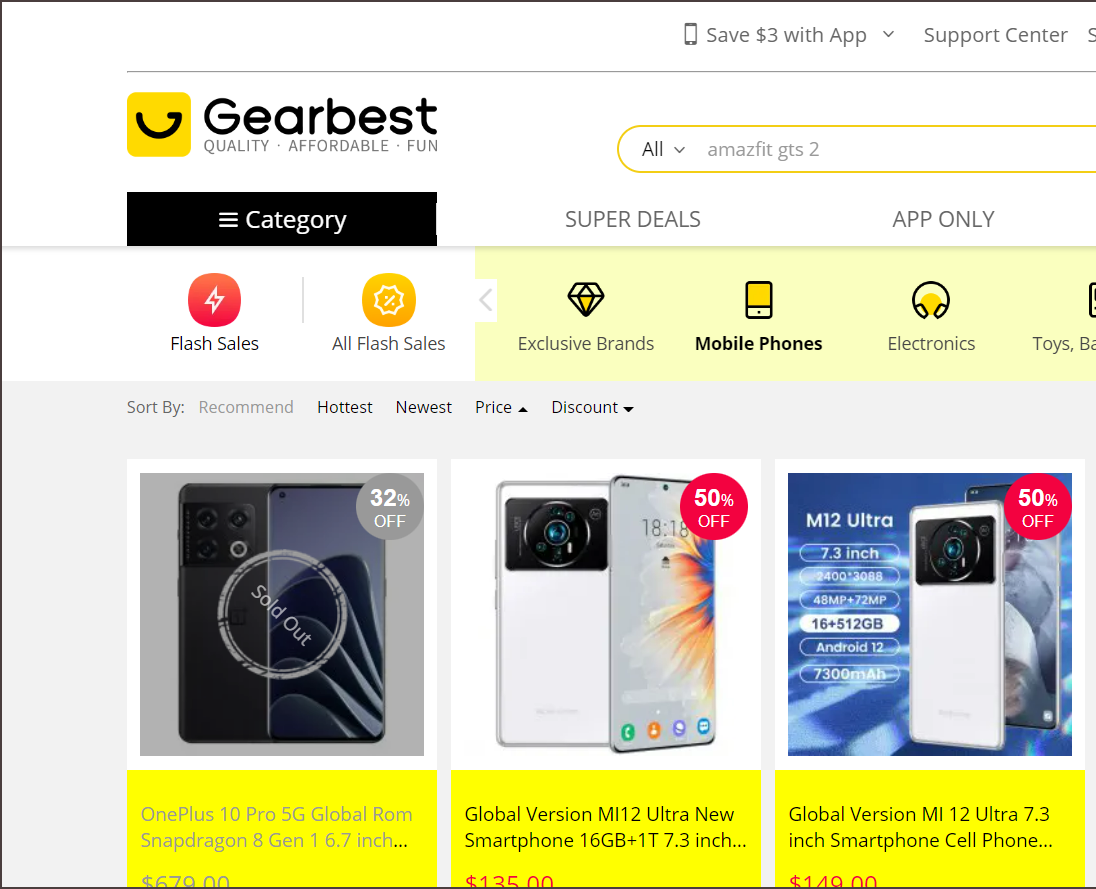 Save $3 with App
Support Center
S
Gearbest
QUALITY · AFFORDABLE · FUN
All
amazfit gts 2
Category
SUPER DEALS
APP ONLY
Flash Sales
All Flash Sales
Exclusive Brands
Mobile Phones
Electronics
Toys, Ba
Sort By:
Recommend
Hottest
Newest
Price
Discount
32%
OFF
Sold Out
50%
OFF
18:18
50%
OFF
M12 Ultra
7.3 inch
2400*3088
48MP+72MP
16+512GB
Android 12
7300mAh
OnePlus 10 Pro 5G Global Rom
Snapdragon 8 Gen 1 6.7 inch...
$679.00
Global Version MI12 Ultra New
Smartphone 16GB+1T 7.3 inch...
$135.00
Global Version MI 12 Ultra 7.3
inch Smartphone Cell Phone...
$149.00